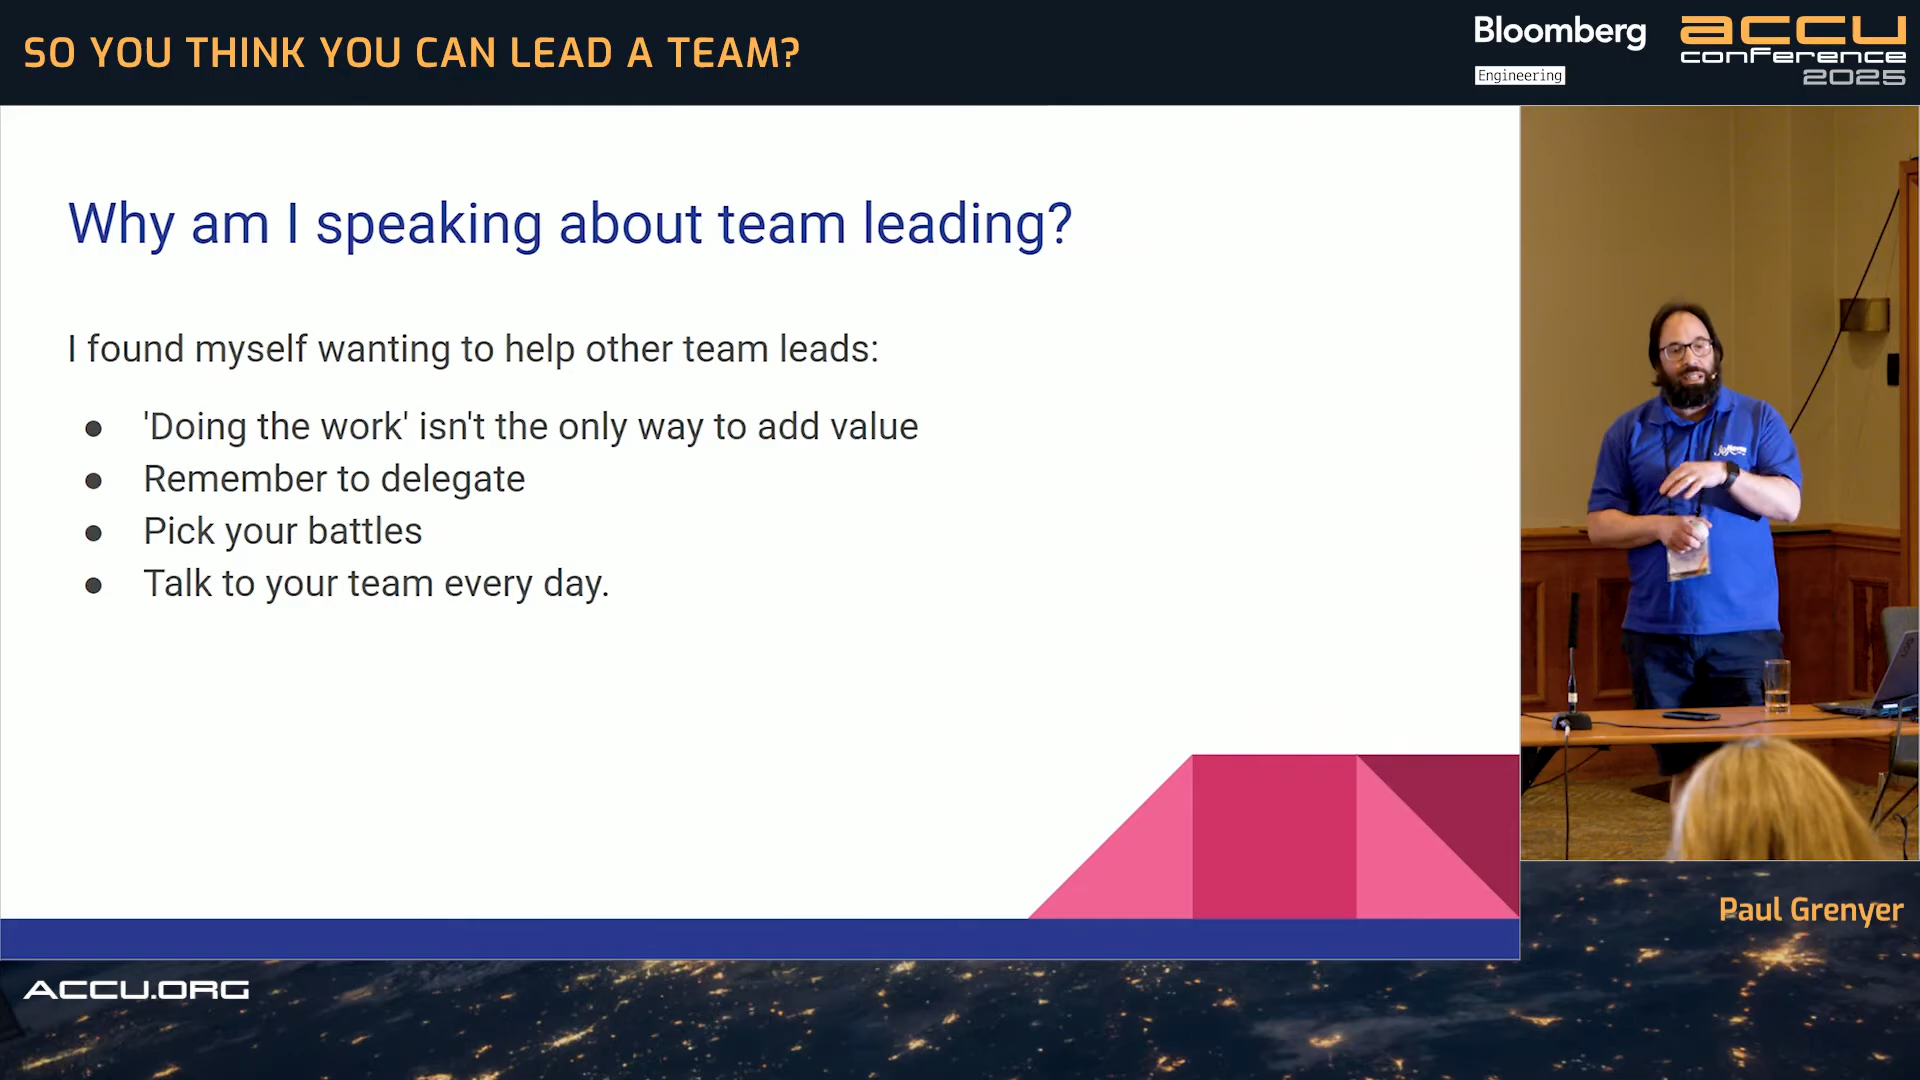 SO YOU THINK YOU CAN LEAD A TEAM?
Bloomberg
Engineering
accu
conference
2025
Why am I speaking about team leading?
I found myself wanting to help other team leads:
● 'Doing the work' isn't the only way to add value
● Remember to delegate
● Pick your battles
● Talk to your team every day.
Paul Grenyer
ACCU.ORG